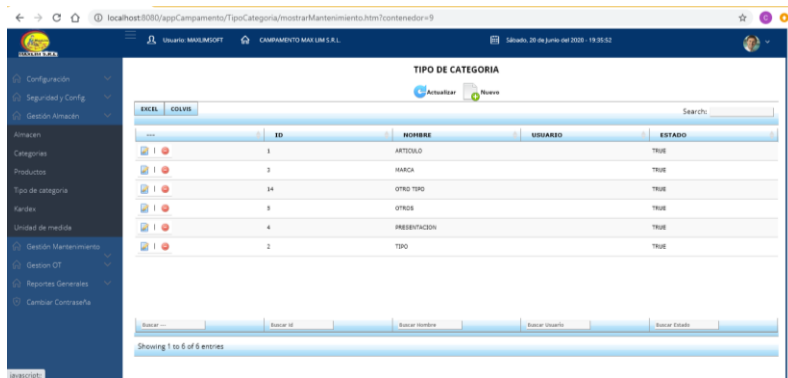 localhost:8080/appCampamento/TipoCategoria/mostrarMantenimiento.htm?contenedor=9
MAXLIM S.R.L.
Usuario: MAXLIMSOFT
CAMPAMENTO MAX LIM S.R.L.
Sábado, 20 de Junio del 2020 - 19:35:52
Configuración
Seguridad y Config.
Gestión Almacén
Almacen
Categorias
Productos
Tipo de categoria
Kardex
Unidad de medida
Gestión Mantenimiento
Gestion OT
Reportes Generales
Cambiar Contraseña
TIPO DE CATEGORIA
Actualizar Nuevo
EXCEL COLVIS
Search:
--- ID NOMBRE USUARIO ESTADO
| 1 ARTICULO TRUE
| 3 MARCA TRUE
| 14 OTRO TIPO TRUE
| 5 OTROS TRUE
| 4 PRESENTACION TRUE
| 2 TIPO TRUE
Buscar --- Buscar Id Buscar Nombre Buscar Usuario Buscar Estado
Showing 1 to 6 of 6 entries
javascript: